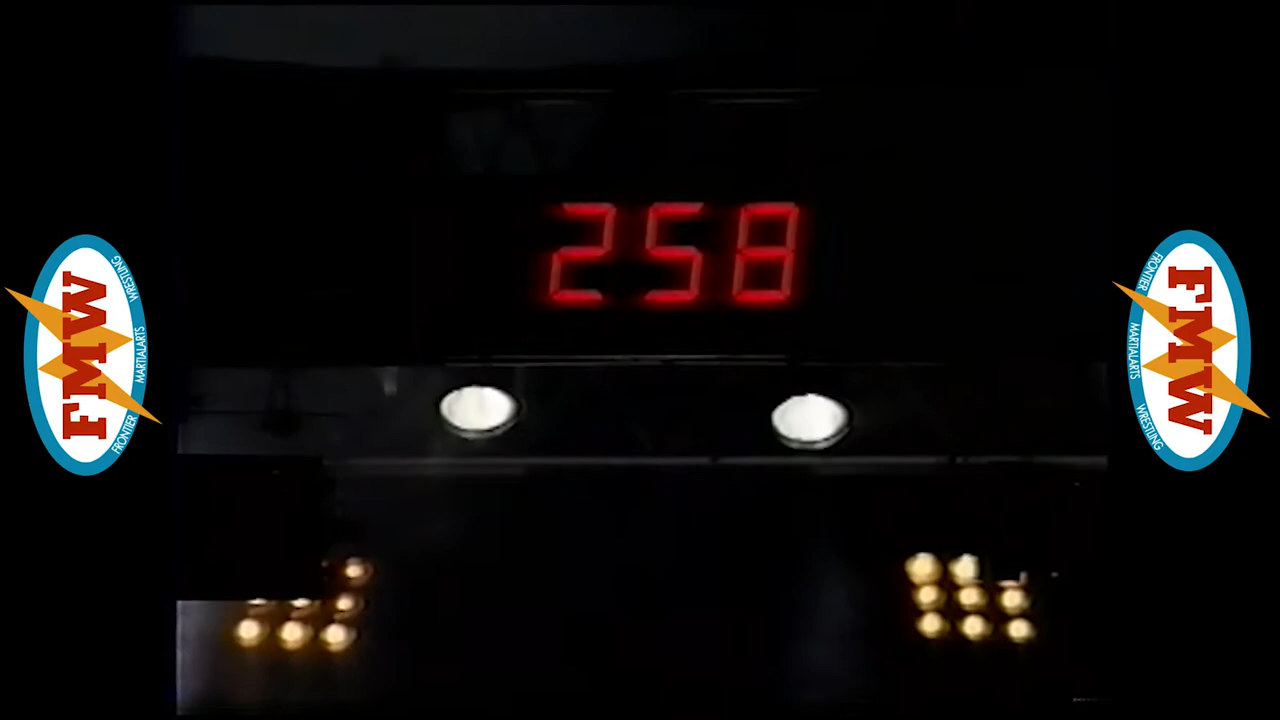 FMW
WRESTLING
MARTIALARTS
FRONTIER
258
FMW
FRONTIER
MARTIALARTS
WRESTLING